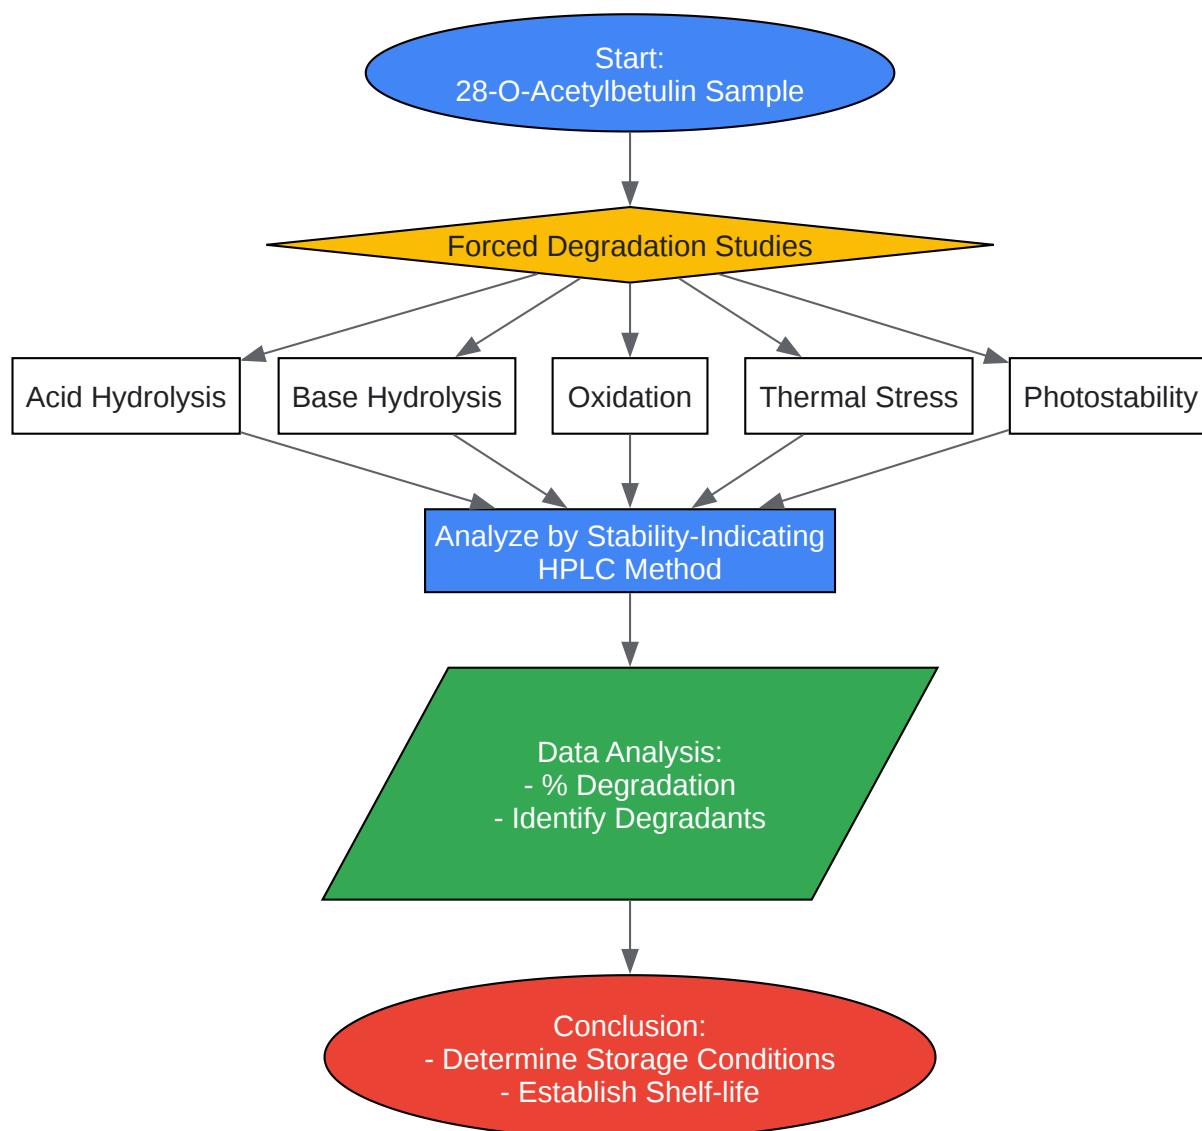 Start:
28-O-Acetylbetulin Sample
Forced Degradation Studies
Acid Hydrolysis
Base Hydrolysis
Oxidation
Thermal Stress
Photostability
Analyze by Stability-Indicating
HPLC Method
Data Analysis:
- % Degradation
- Identify Degradants
Conclusion:
- Determine Storage Conditions
- Establish Shelf-life